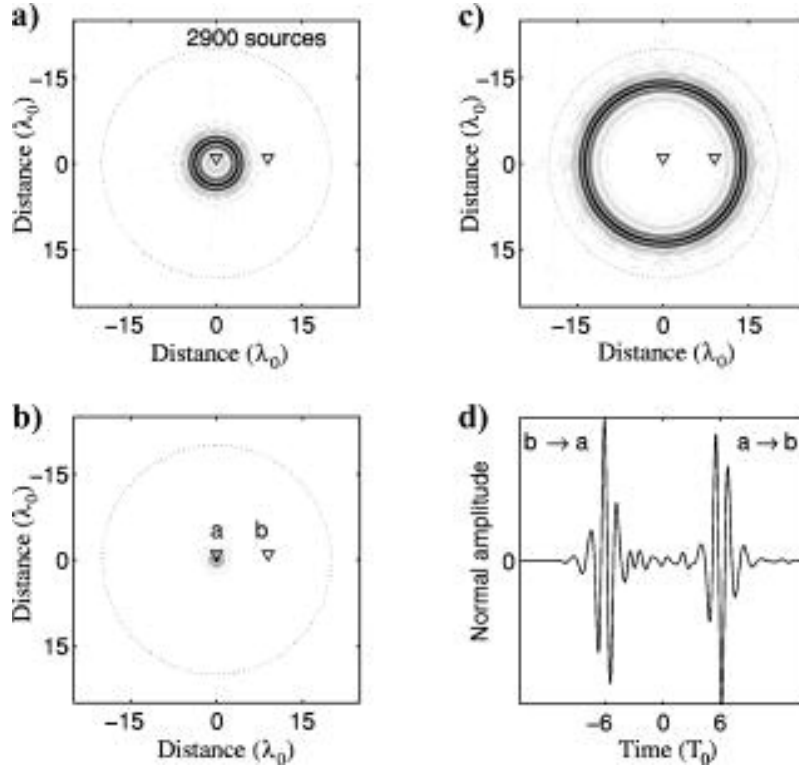 a)
2900 sources
Distance (λ₀)
−15
0
15
−15 0 15
Distance (λ₀)
c)
Distance (λ₀)
−15
0
15
−15 0 15
Distance (λ₀)
b)
a b
Distance (λ₀)
−15
0
15
−15 0 15
Distance (λ₀)
d)
b → a a → b
Normal amplitude
0
−6 0 6
Time (T₀)